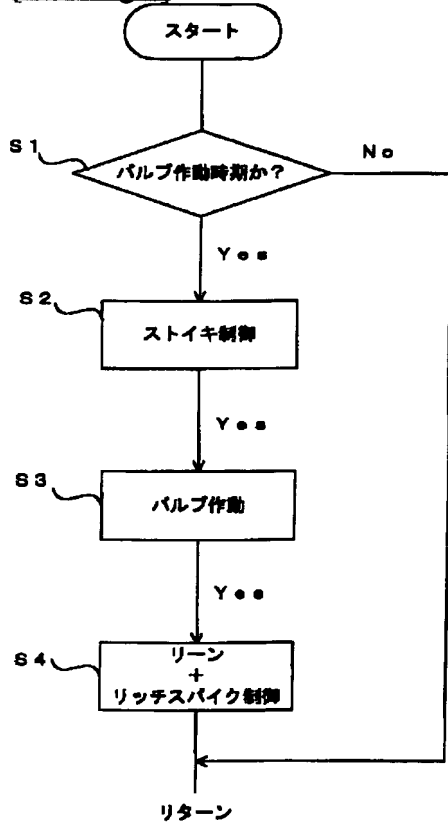 スタート
S1
バルブ作動時期か？
No
Yes
S2
ストイキ制御
Yes
S3
バルブ作動
Yes
S4
リーン
＋
リッチスパイク制御
リターン